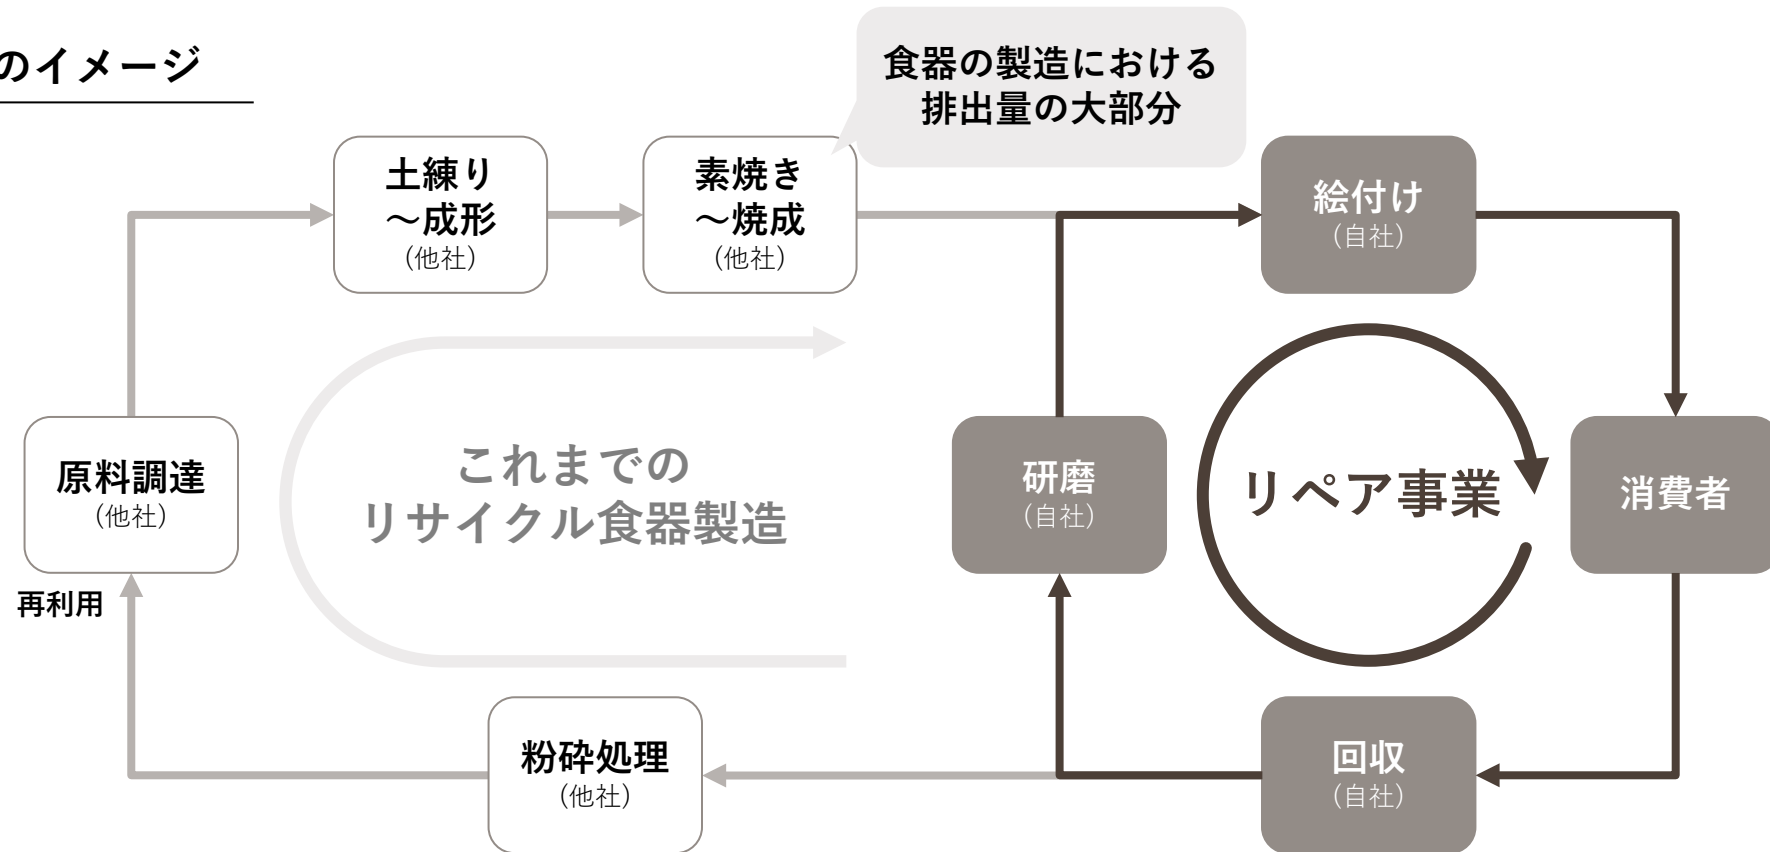 のイメージ
食器の製造における
排出量の大部分
土練り
～成形
（他社）
素焼き
～焼成
（他社）
絵付け
（自社）
原料調達
（他社）
再利用
これまでの
リサイクル食器製造
研磨
（自社）
リペア事業
消費者
粉砕処理
（他社）
回収
（自社）